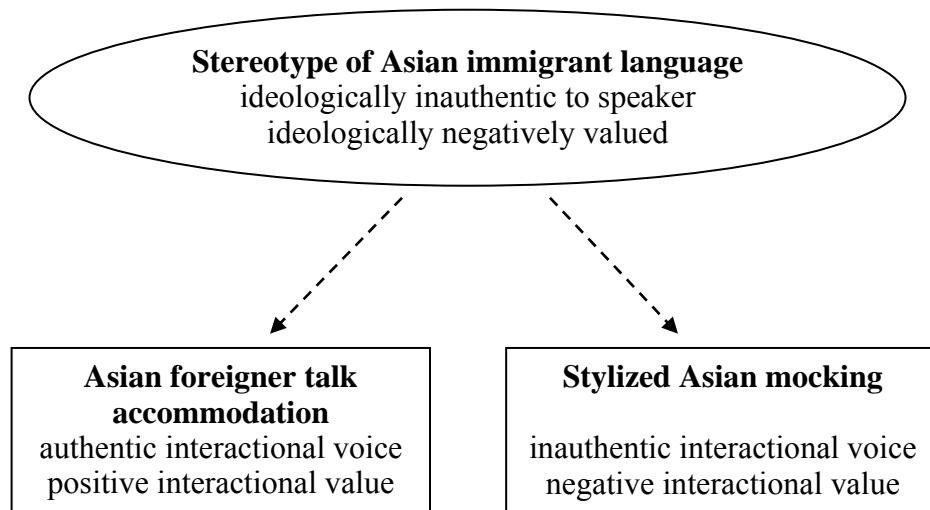 Stereotype of Asian immigrant language
ideologically inauthentic to speaker
ideologically negatively valued
Asian foreigner talk
accommodation
authentic interactional voice
positive interactional value
Stylized Asian mocking
inauthentic interactional voice
negative interactional value